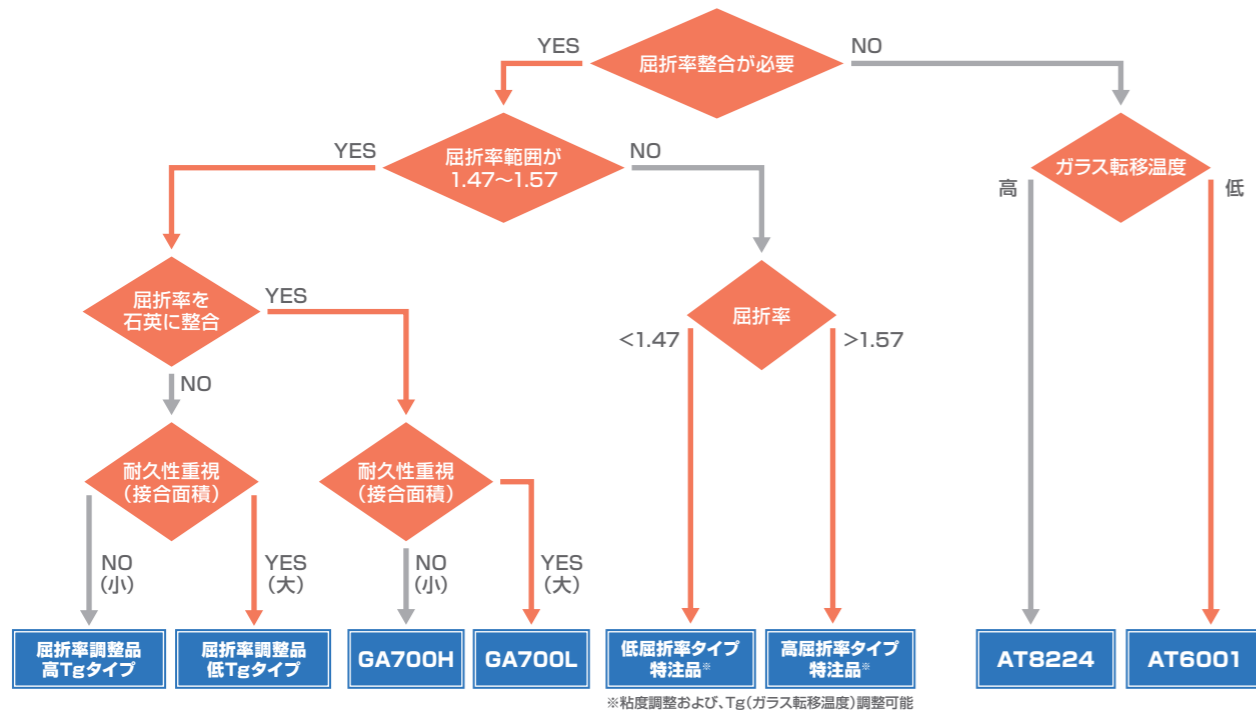 屈折率整合が必要
YES
NO
屈折率範囲が
1.47〜1.57
YES
NO
ガラス転移温度
高
低
屈折率を
石英に整合
YES
NO
屈折率
<1.47
>1.57
耐久性重視
(接合面積)
NO
(小)
YES
(大)
耐久性重視
(接合面積)
NO
(小)
YES
(大)
屈折率調整品
高Tgタイプ
屈折率調整品
低Tgタイプ
GA700H
GA700L
低屈折率タイプ
特注品※
高屈折率タイプ
特注品※
AT8224
AT6001
※粘度調整および、Tg(ガラス転移温度)調整可能